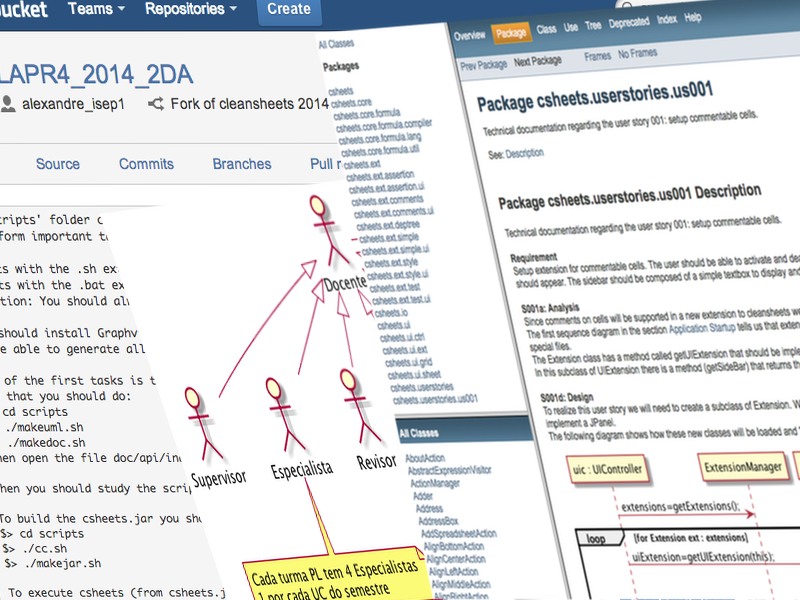 Teams
Repositories
Create
LAPR4_2014_2DA
alexandre_isep1
Fork of cleansheets 2014
Source
Commits
Branches
Pull
folder
form important
ts with the .sh
ts with the .bat
You should
should install
e able to generate all
of the first tasks is
that you should do:
cd scripts
./makeuml.sh
./makedoc.sh
hen open the file
hen you should study the
To build the csheets.jar you
$> cd scripts
$> ./cc.sh
$> ./makejar.sh
To execute csheets (from csheets.j
Docente
Supervisor
Especialista
Revisor
Cada turma PL tem 4 Especialistas
1 por cada UC do semestre
All Classes
Packages
csheets
csheets.core
csheets.core.formula
csheets.core.formula.compiler
csheets.core.formula.lang
csheets.core.formula.util
csheets.ext
csheets.ext.assertion
csheets.ext.assertion.ui
csheets.ext.comments
csheets.ext.comments.ui
csheets.ext.deptree
csheets.ext.simple
csheets.ext.simple.ui
csheets.ext.style
csheets.ext.style.ui
csheets.ext.test
csheets.ext.test.ui
csheets.io
csheets.ui
csheets.ui.ctrl
csheets.ui.ext
csheets.ui.grid
csheets.ui.sheet
csheets.userstories
csheets.userstories.us001
All Classes
AboutAction
AbstractExpressionVisitor
ActionManager
Adder
Address
AddressBox
AddSpreadsheetAction
AlignBottomAction
AlignCenterAction
AlignLeftAction
AlignMiddleAction
AlignRightAction
Overview Package Class Use Tree Deprecated Index Help
Prev Package Next Package Frames No Frames
Package csheets.userstories.us001
Technical documentation regarding the user story 001: setup commentable cells.
See: Description
Package csheets.userstories.us001 Description
Technical documentation regarding the user story 001: setup commentable cells.
Requirement
Setup extension for commentable cells. The user should be able to activate and
should appear. The sidebar should be composed of a simple textbox to display and
S001a: Analysis
Since comments on cells will be supported in a new extension to cleansheets
The first sequence diagram in the section Application Startup tells us that
special files.
The Extension class has a method called getUIExtension that should be
In this subclass of UIExtension there is a method (getSideBar) that returns
S001d: Design
To realize this user story we will need to create a subclass of Extension.
implement a JPanel.
The following diagram shows how these new classes will be loaded and
uic : UIController
ExtensionManager
extensions=getExtensions();
loop
[for Extension ext : extensions]
uiExtension=getUIExtension(this);